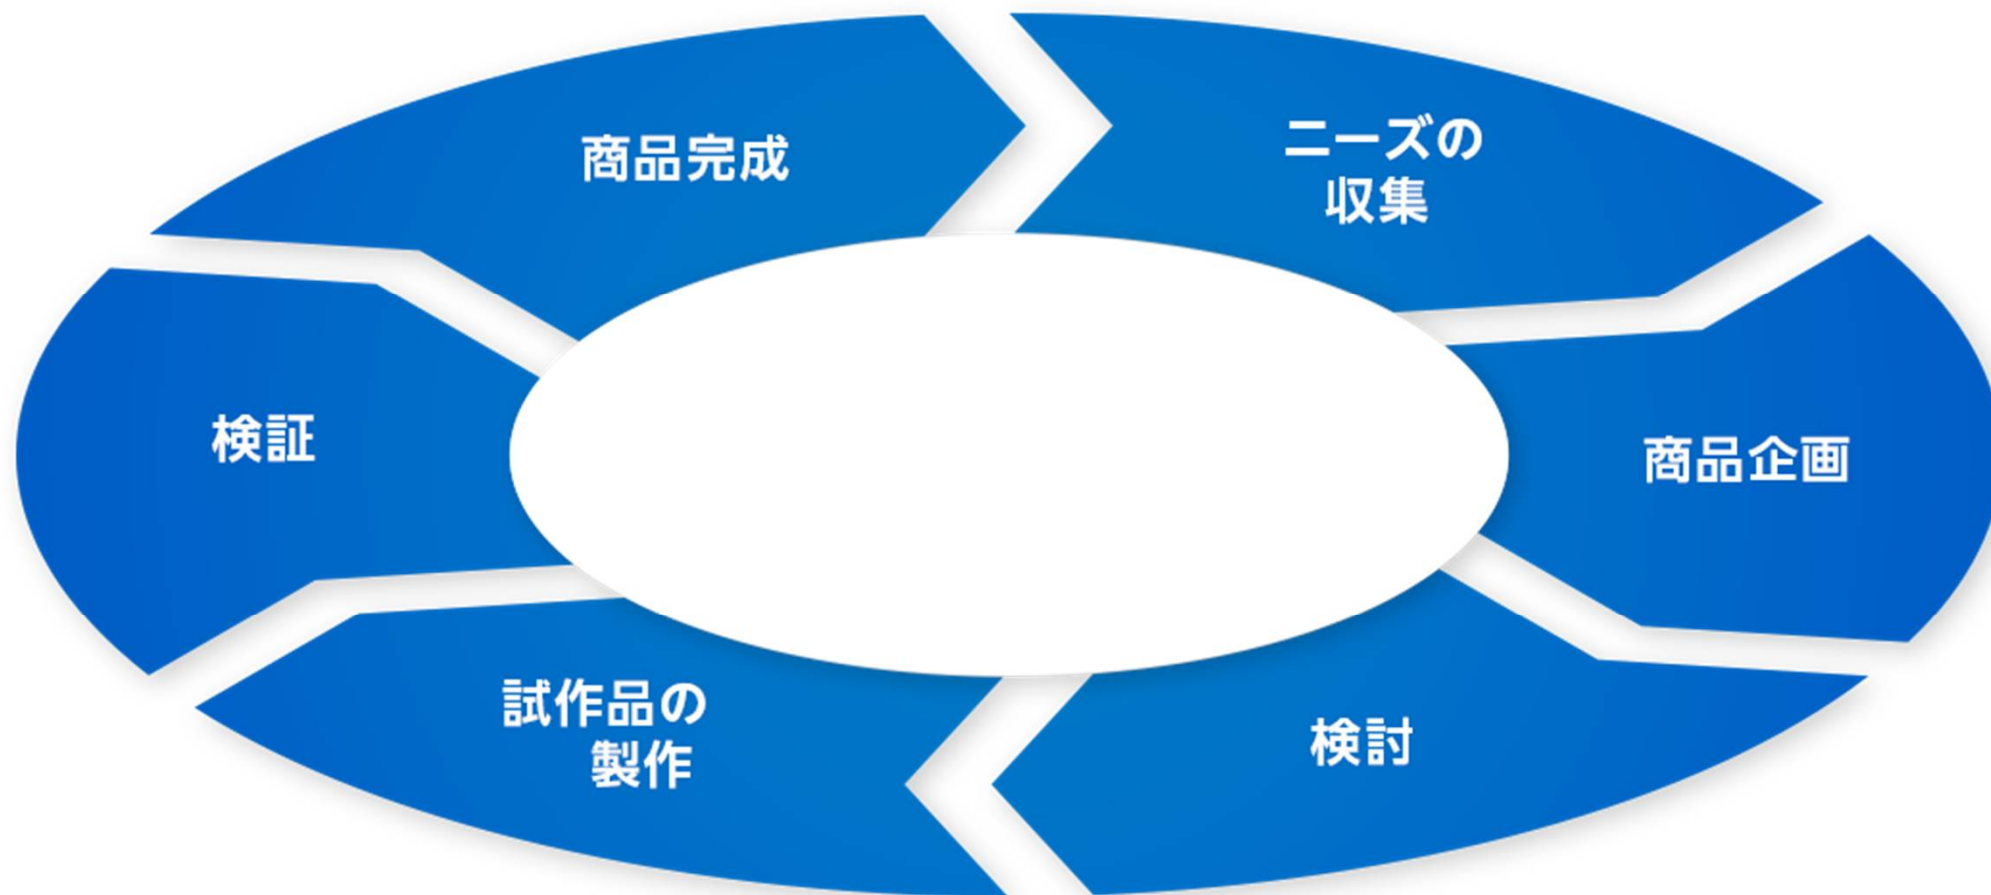 商品完成
ニーズの
収集
検証
商品企画
試作品の
製作
検討